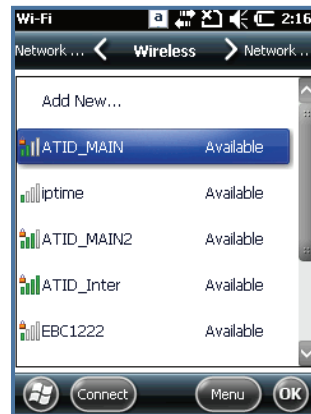 Wi-Fi a 2:16
Network ... Wireless Network ..
Add New...
ATID_MAIN Available
iptime Available
ATID_MAIN2 Available
ATID_Inter Available
EBC1222 Available
Connect Menu OK